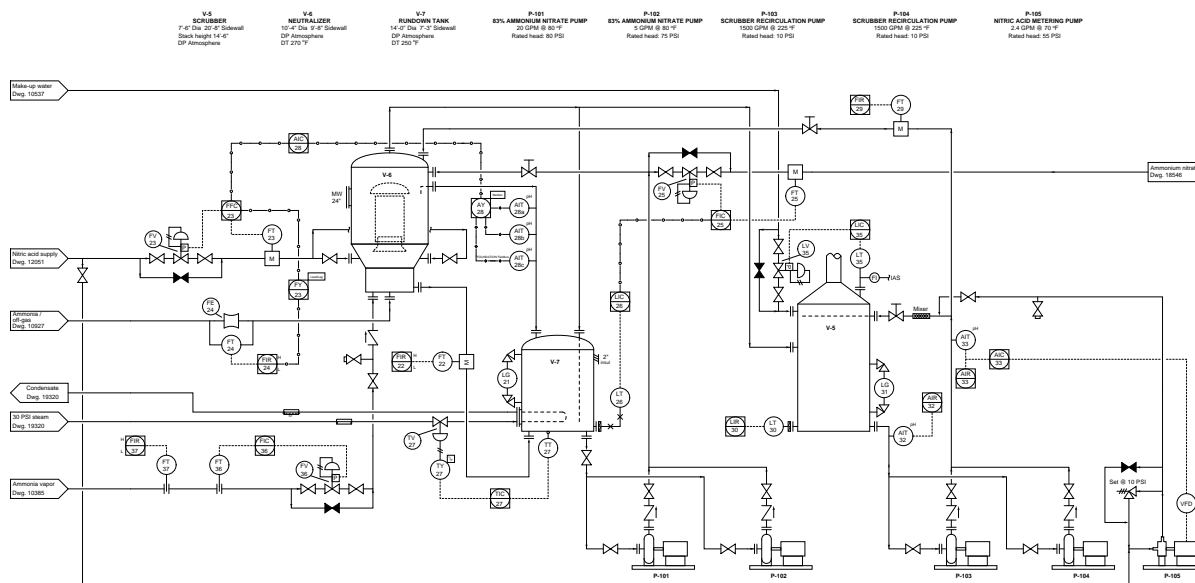 V-5
SCRUBBER
7'-6" Dia 20'-8" Sidewall
Stack height 14'-6"
DP Atmosphere
V-6
NEUTRALIZER
10'-4" Dia 9'-8" Sidewall
DP Atmosphere
DT 270 °F
V-7
RUNDOWN TANK
14'-0" Dia 7'-3" Sidewall
DP Atmosphere
DT 250 °F
P-101
83% AMMONIUM NITRATE PUMP
20 GPM @ 80 °F
Rated head: 80 PSI
P-102
83% AMMONIUM NITRATE PUMP
5 GPM @ 80 °F
Rated head: 75 PSI
P-103
SCRUBBER RECIRCULATION PUMP
1500 GPM @ 225 °F
Rated head: 10 PSI
P-104
SCRUBBER RECIRCULATION PUMP
1500 GPM @ 225 °F
Rated head: 10 PSI
P-105
NITRIC ACID METERING PUMP
2.4 GPM @ 70 °F
Rated head: 55 PSI
Make-up water
Dwg. 10537
FIR
29
FT
29
M
AIC
28
V-6
MW
24"
Ammonium nitrat
Dwg. 18546
M
FV
25
P
FT
25
FIC
25
FFC
23
FT
23
FV
23
P
M
AY
28
pH
AIT
28a
pH
AIT
28b
pH
AIT
28c
LIC
35
LT
35
LV
35
FI
IAS
Nitric acid supply
Dwg. 12051
FY
23
LIC
26
FE
24
Ammonia /
off-gas
Dwg. 10927
FT
24
FIR
24
H
L
V-5
Mixer
pH
AIT
33
AIC
33
AIR
33
FIR
22
H
L
FT
22
M
V-7
2"
LG
21
LT
26
LG
31
AIR
32
pH
AIT
32
LIR
30
LT
30
Condensate
Dwg. 19320
30 PSI steam
Dwg. 19320
TV
27
TY
27
TT
27
TIC
27
H
L
FIR
37
FT
37
FT
36
FIC
36
FV
36
P
Ammonia vapor
Dwg. 10385
Set @ 10 PSI
VFD
P-101
P-102
P-103
P-104
P-105